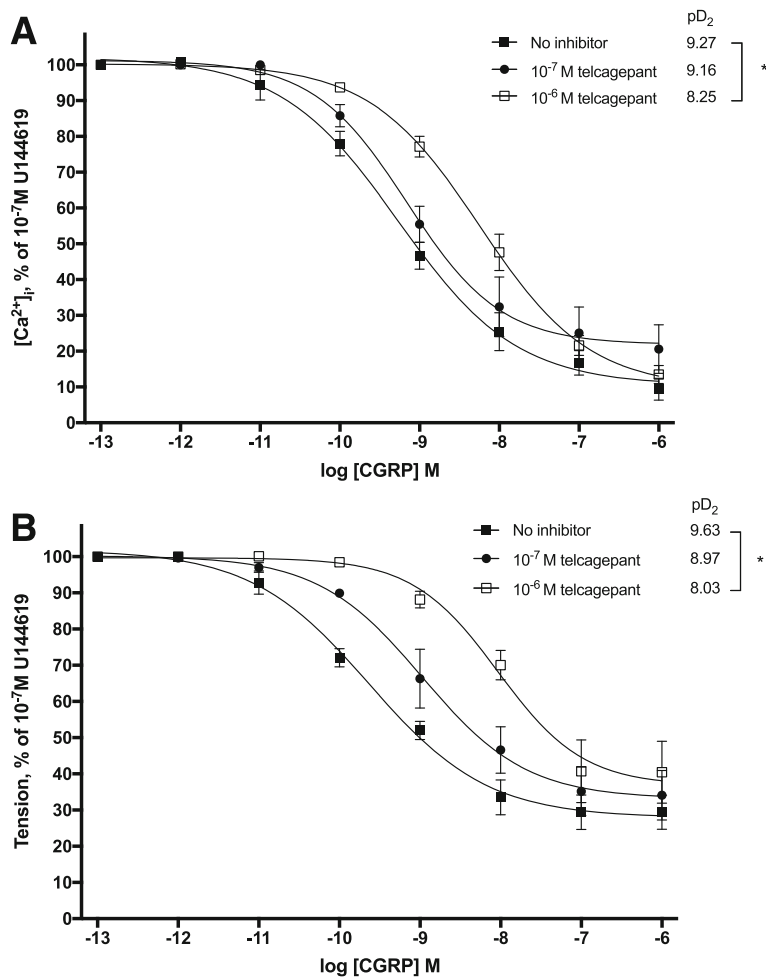 A
pD2
No inhibitor 9.27
10-7 M telcagepant 9.16 *
10-6 M telcagepant 8.25
[Ca2+]i, % of 10-7M U144619
100
90
80
70
60
50
40
30
20
10
0
-13 -12 -11 -10 -9 -8 -7 -6
log [CGRP] M
B
pD2
No inhibitor 9.63
10-7 M telcagepant 8.97 *
10-6 M telcagepant 8.03
Tension, % of 10-7M U144619
100
90
80
70
60
50
40
30
20
10
0
-13 -12 -11 -10 -9 -8 -7 -6
log [CGRP] M